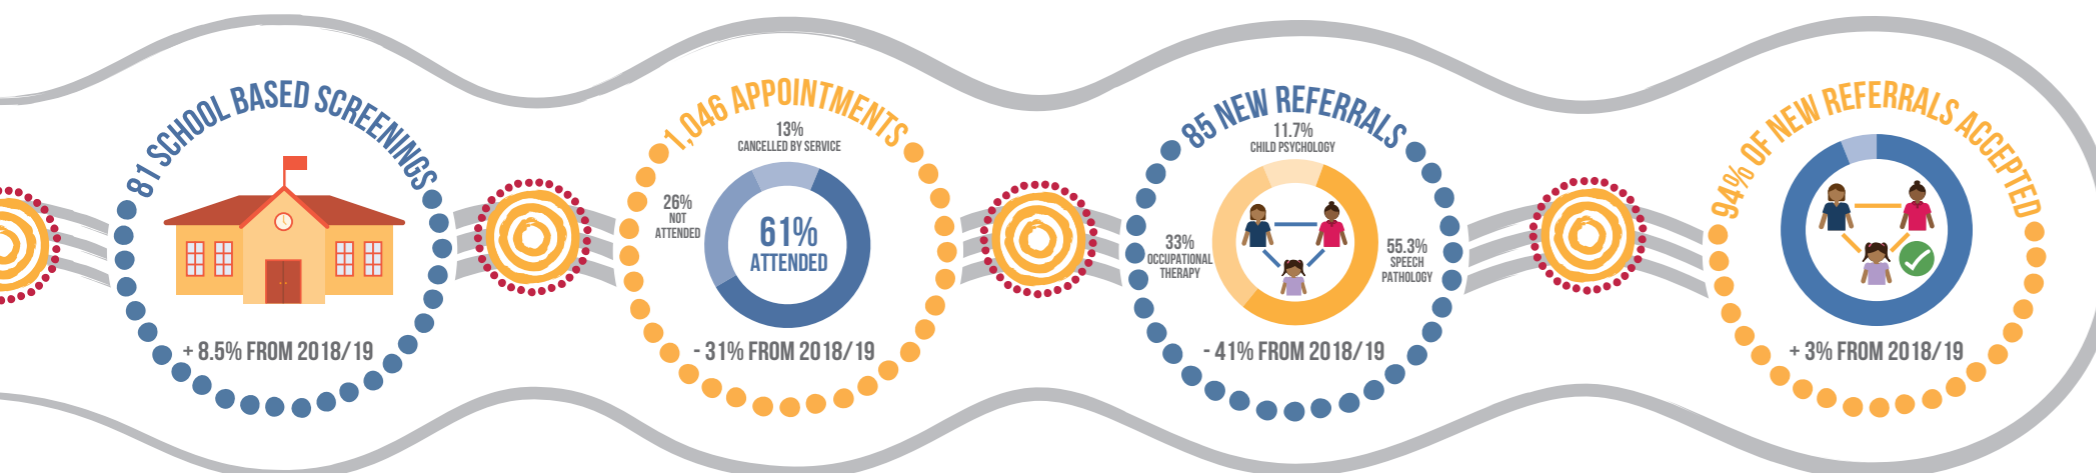 81 SCHOOL BASED SCREENINGS
+ 8.5% FROM 2018/19
1,046 APPOINTMENTS
13%
CANCELLED BY SERVICE
26%
NOT
ATTENDED
61%
ATTENDED
- 31% FROM 2018/19
85 NEW REFERRALS
11.7%
CHILD PSYCHOLOGY
33%
OCCUPATIONAL
THERAPY
55.3%
SPEECH
PATHOLOGY
- 41% FROM 2018/19
94% OF NEW REFERRALS ACCEPTED
+ 3% FROM 2018/19